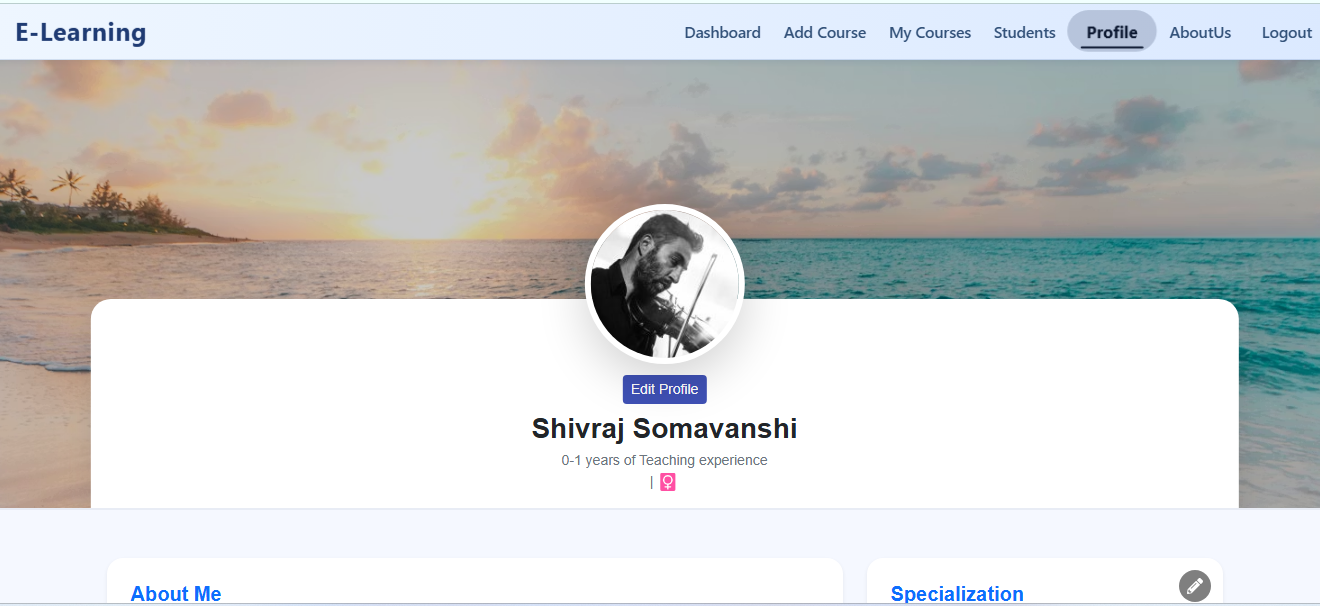 E-Learning
Dashboard Add Course My Courses Students Profile AboutUs Logout
Edit Profile
Shivraj Somavanshi
0-1 years of Teaching experience
| ♀
About Me
Specialization